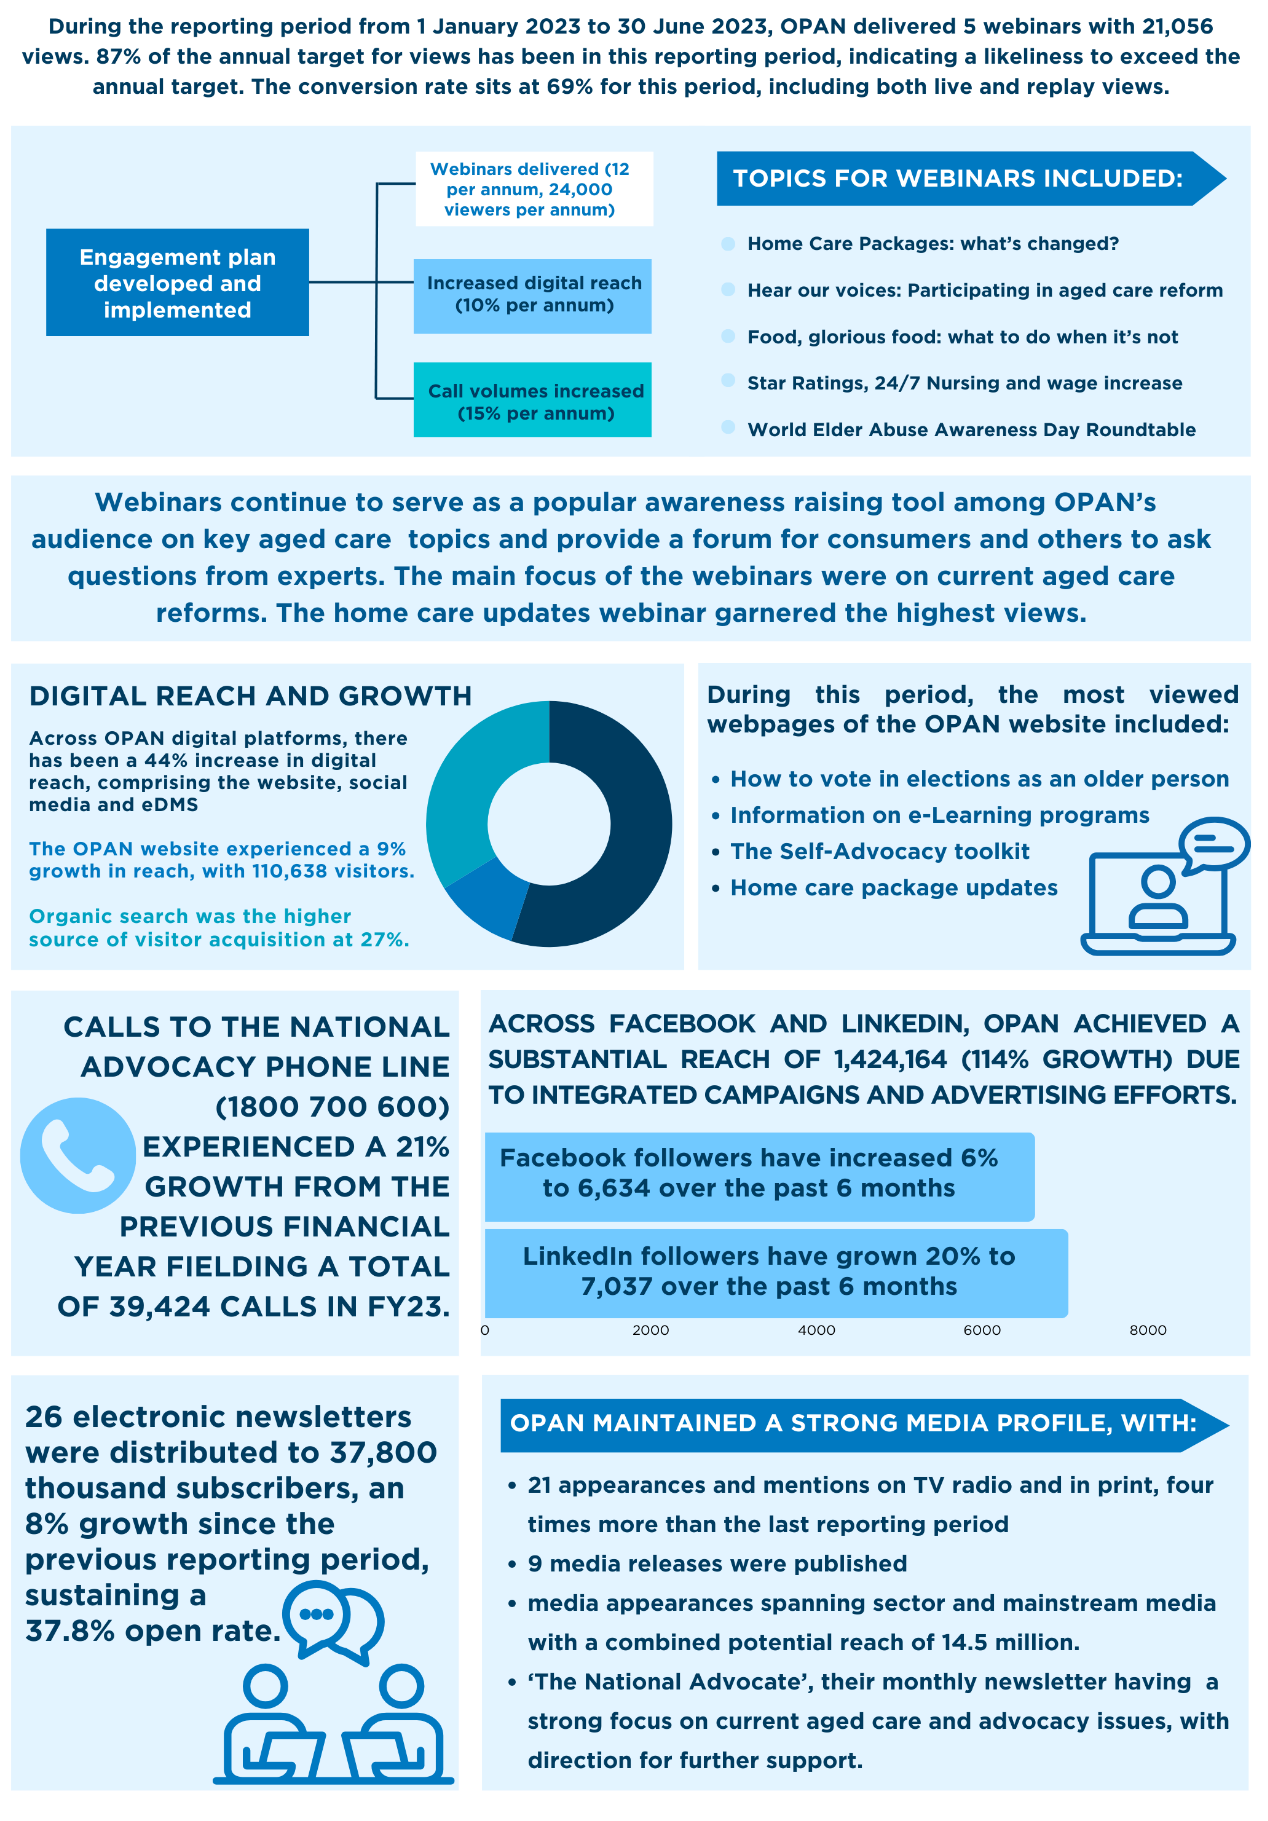 During the reporting period from 1 January 2023 to 30 June 2023, OPAN delivered 5 webinars with 21,056
views. 87% of the annual target for views has been in this reporting period, indicating a likeliness to exceed the
annual target. The conversion rate sits at 69% for this period, including both live and replay views.
Engagement plan
developed and
implemented
Webinars delivered (12
per annum, 24,000
viewers per annum)
Increased digital reach
(10% per annum)
Call volumes increased
(15% per annum)
TOPICS FOR WEBINARS INCLUDED:
Home Care Packages: what's changed?
Hear our voices: Participating in aged care reform
Food, glorious food: what to do when it's not
Star Ratings, 24/7 Nursing and wage increase
World Elder Abuse Awareness Day Roundtable
Webinars continue to serve as a popular awareness raising tool among OPAN's
audience on key aged care  topics and provide a forum for consumers and others to ask
questions from experts. The main focus of the webinars were on current aged care
reforms. The home care updates webinar garnered the highest views.
DIGITAL REACH AND GROWTH
Across OPAN digital platforms, there
has been a 44% increase in digital
reach, comprising the website, social
media and eDMS
The OPAN website experienced a 9%
growth in reach, with 110,638 visitors.
Organic search was the higher
source of visitor acquisition at 27%.
During this period, the most viewed
webpages of the OPAN website included:
• How to vote in elections as an older person
• Information on e-Learning programs
• The Self-Advocacy toolkit
• Home care package updates
CALLS TO THE NATIONAL
ADVOCACY PHONE LINE
(1800 700 600)
EXPERIENCED A 21%
GROWTH FROM THE
PREVIOUS FINANCIAL
YEAR FIELDING A TOTAL
OF 39,424 CALLS IN FY23.
ACROSS FACEBOOK AND LINKEDIN, OPAN ACHIEVED A
SUBSTANTIAL REACH OF 1,424,164 (114% GROWTH) DUE
TO INTEGRATED CAMPAIGNS AND ADVERTISING EFFORTS.
Facebook followers have increased 6%
to 6,634 over the past 6 months
LinkedIn followers have grown 20% to
7,037 over the past 6 months
0 2000 4000 6000 8000
26 electronic newsletters
were distributed to 37,800
thousand subscribers, an
8% growth since the
previous reporting period,
sustaining a
37.8% open rate.
OPAN MAINTAINED A STRONG MEDIA PROFILE, WITH:
• 21 appearances and mentions on TV radio and in print, four
times more than the last reporting period
• 9 media releases were published
• media appearances spanning sector and mainstream media
with a combined potential reach of 14.5 million.
• ‘The National Advocate’, their monthly newsletter having  a
strong focus on current aged care and advocacy issues, with
direction for further support.